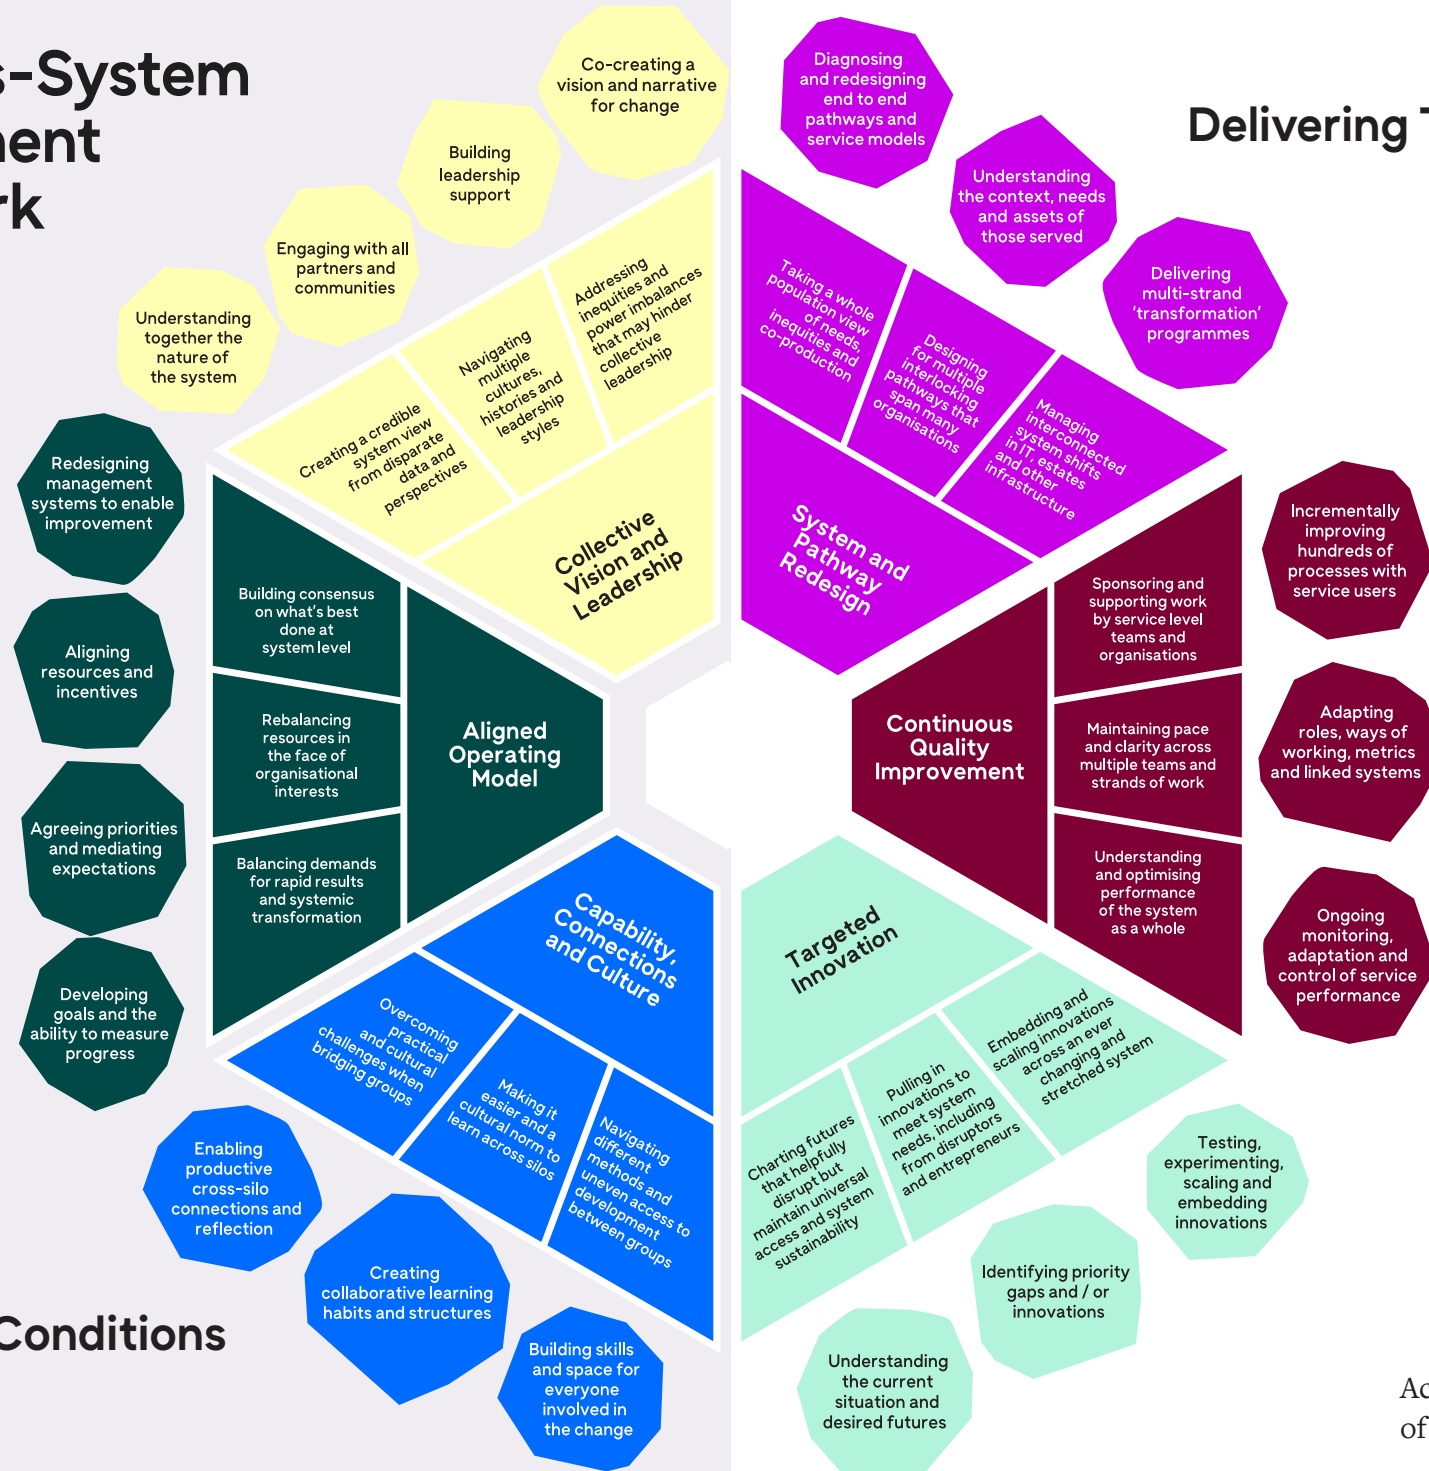 s-System
ment
rk
Co-creating a
vision and narrative
for change
Building
leadership
support
Engaging with all
partners and
communities
Understanding
together the
nature of
the system
Addressing
inequities and
power imbalances
that may hinder
collective
leadership
Navigating
multiple
cultures,
histories and
leadership
styles
Creating a credible
system view
from disparate
data and
perspectives
Collective
Vision and
Leadership
Delivering T
Diagnosing
and redesigning
end to end
pathways and
service models
Understanding
the context, needs
and assets of
those served
Delivering
multi-strand
‘transformation’
programmes
Taking a whole
population view
of needs,
inequities and
co-production
Designing
for multiple
interlocking
pathways that
span many
organisations
Managing
interconnected
system shifts
in IT, estates
and other
infrastructure
System and
Pathway
Redesign
Redesigning
management
systems to enable
improvement
Aligning
resources and
incentives
Agreeing priorities
and mediating
expectations
Developing
goals and the
ability to measure
progress
Building consensus
on what’s best
done at
system level
Rebalancing
resources in
the face of
organisational
interests
Balancing demands
for rapid results
and systemic
transformation
Aligned
Operating
Model
Continuous
Quality
Improvement
Sponsoring and
supporting work
by service level
teams and
organisations
Maintaining pace
and clarity across
multiple teams and
strands of work
Understanding
and optimising
performance
of the system
as a whole
Incrementally
improving
hundreds of
processes with
service users
Adapting
roles, ways of
working, metrics
and linked systems
Ongoing
monitoring,
adaptation and
control of service
performance
Capability,
Connections
and Culture
Overcoming
practical
and cultural
challenges when
bridging groups
Making it
easier and a
cultural norm to
learn across silos
Navigating
different
methods and
uneven access to
development
between groups
Enabling
productive
cross-silo
connections and
reflection
Creating
collaborative learning
habits and structures
Building skills
and space for
everyone
involved in
the change
Conditions
Targeted
Innovation
Charting futures
that helpfully
disrupt but
maintain universal
access and system
sustainability
Pulling in
innovations to
meet system
needs, including
from disruptors
and entrepreneurs
Embedding and
scaling innovations
across an ever
changing and
stretched system
Testing,
experimenting,
scaling and
embedding
innovations
Identifying priority
gaps and / or
innovations
Understanding
the current
situation and
desired futures
Ac
of